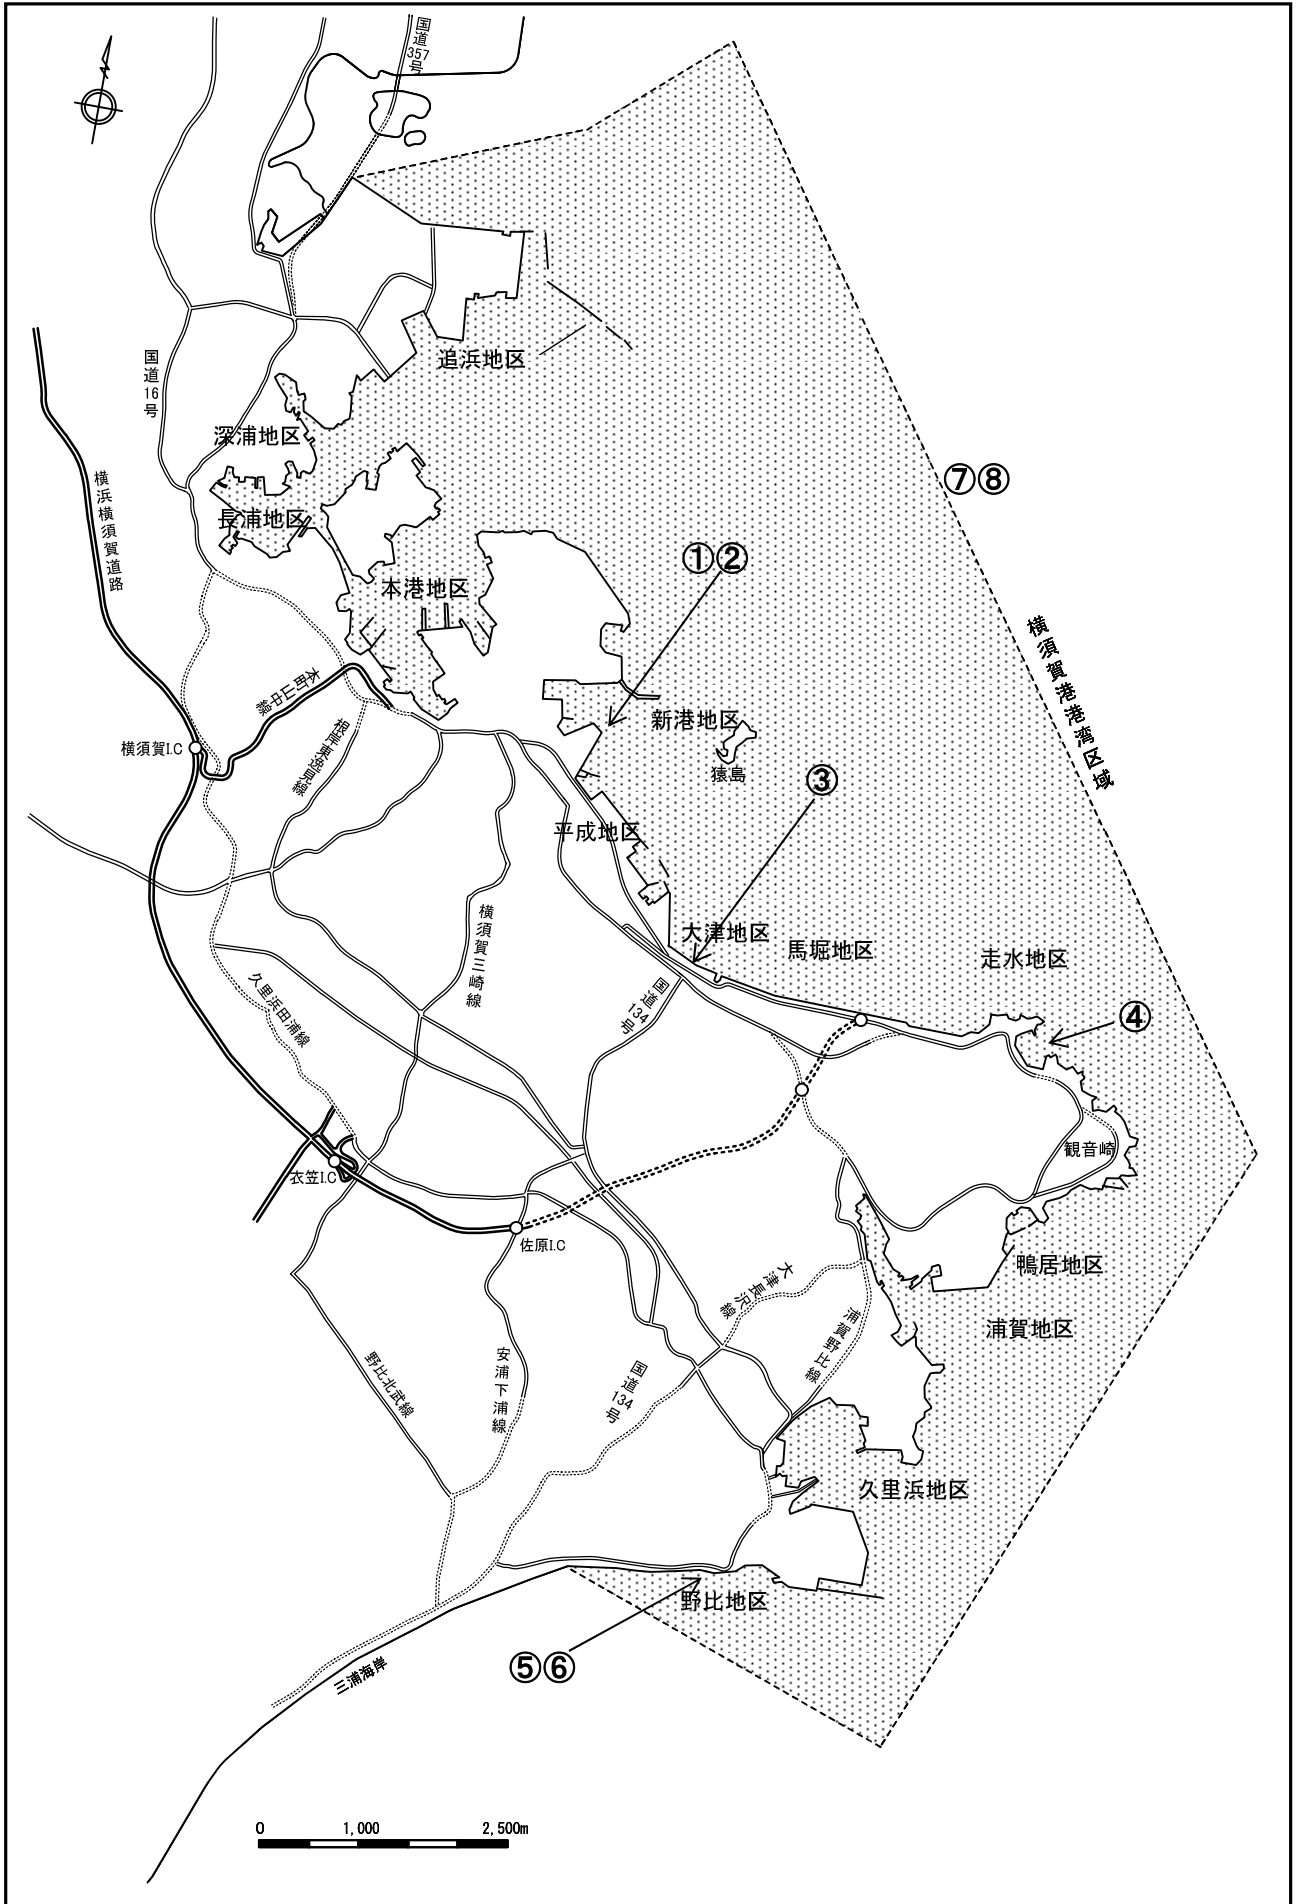 国道357号
追浜地区
国道16号
深浦地区
横浜横須賀道路
⑦⑧
長浦地区
①②
本港地区
横須賀港港湾区域
本町山中線
新港地区
根岸東逸見線
横須賀I.C
猿島
③
平成地区
横須賀三崎線
大津地区
馬堀地区
走水地区
久里浜田浦線
国道134号
④
観音崎
衣笠I.C
佐原I.C
鴨居地区
大津長沢線
浦賀地区
浦賀野比線
野比北武線
安浦下浦線
国道134号
久里浜地区
野比地区
⑤⑥
三浦海岸
0 1,000 2,500m